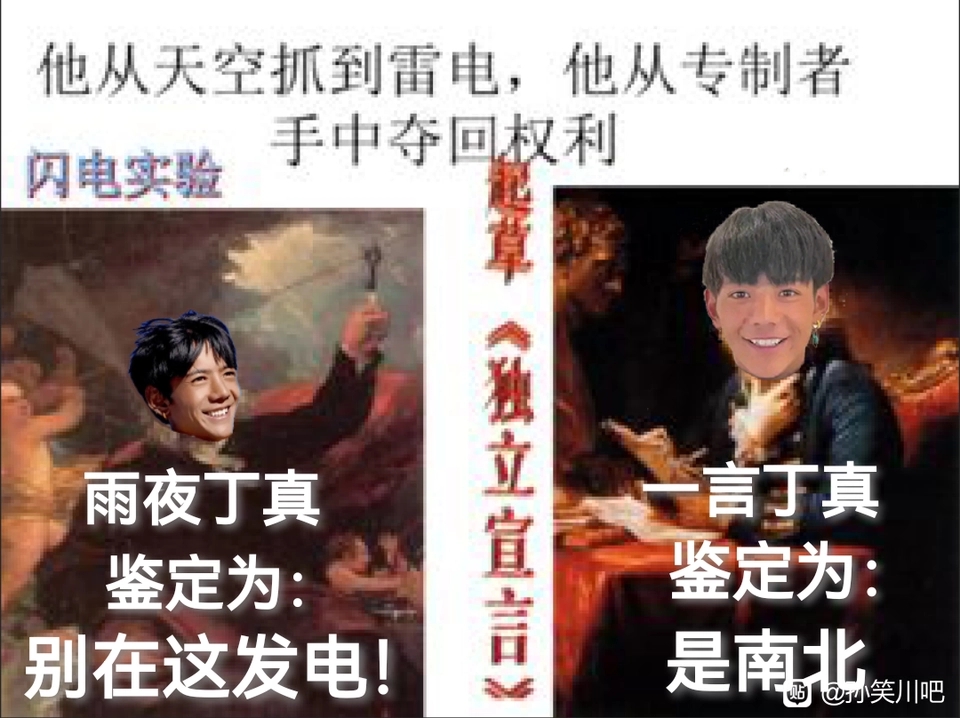 他从天空抓到雷电，他从专制者
手中夺回权利
闪电实验
起草《独立宣言》
雨夜丁真
鉴定为：
别在这发电！
一言丁真
鉴定为：
是南北
贴 @孙笑川吧